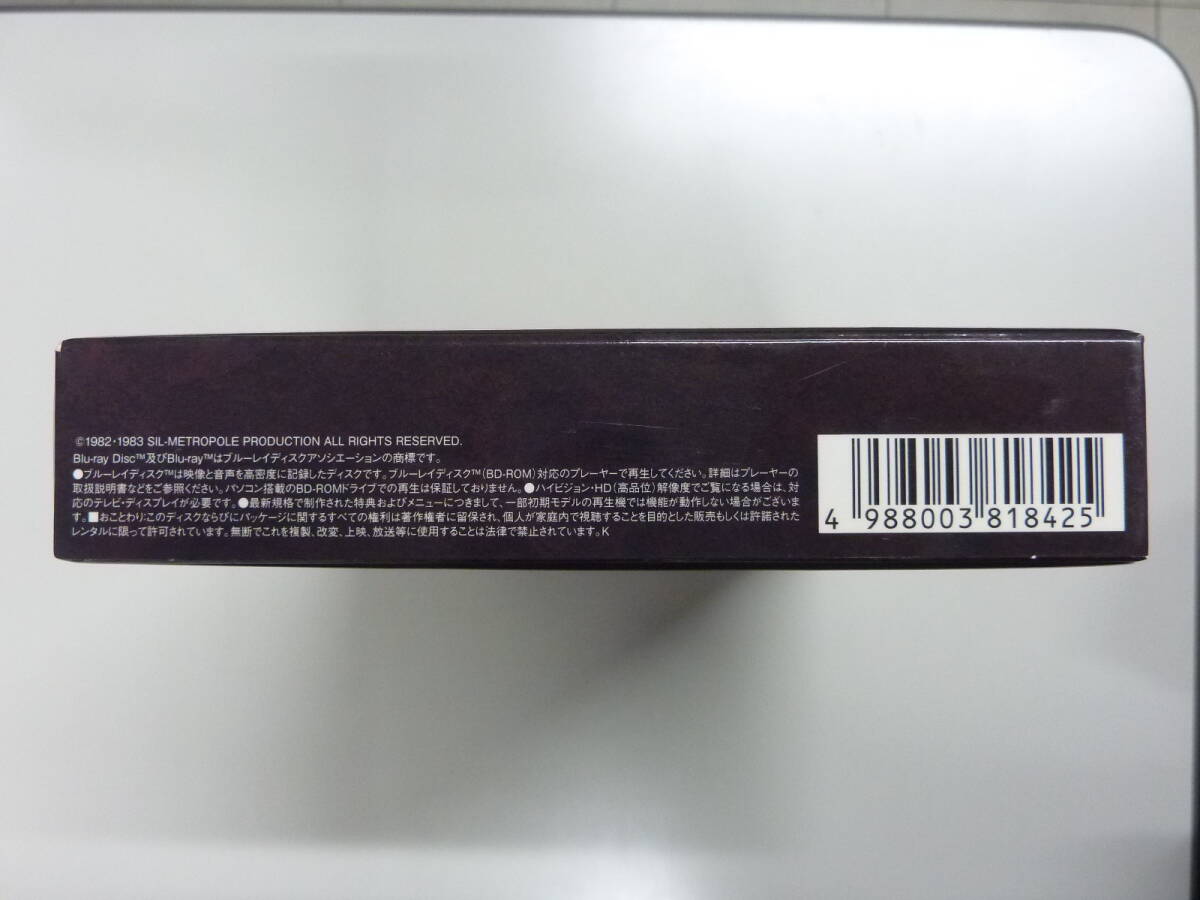 ©1982・1983 SIL-METROPOLE PRODUCTION ALL RIGHTS RESERVED.
Blu-ray Disc™及びBlu-ray™はブルーレイディスクアソシエーションの商標です。
●ブルーレイディスク™は映像と音声を高密度に記録したディスクです。ブルーレイディスク™(BD-ROM)対応のプレーヤーで再生してください。詳細はプレーヤーの
取扱説明書などをご参照ください。パソコン搭載のBD-ROMドライブでの再生は保証しておりません。●ハイビジョン・HD(高品位)解像度でご覧になる場合は、対
応のテレビ・ディスプレイが必要です。●最新規格で制作された特典およびメニューにつきまして、一部初期モデルの再生機では機能が動作しない場合がございま
す。■おことわり:このディスクならびにパッケージに関するすべての権利は著作権者に留保され、個人が家庭内で視聴することを目的とした販売もしくは許諾された
レンタルに限って許可されています。無断でこれを複製、改変、上映、放送等に使用することは法律で禁止されています。K
4 988003 818425